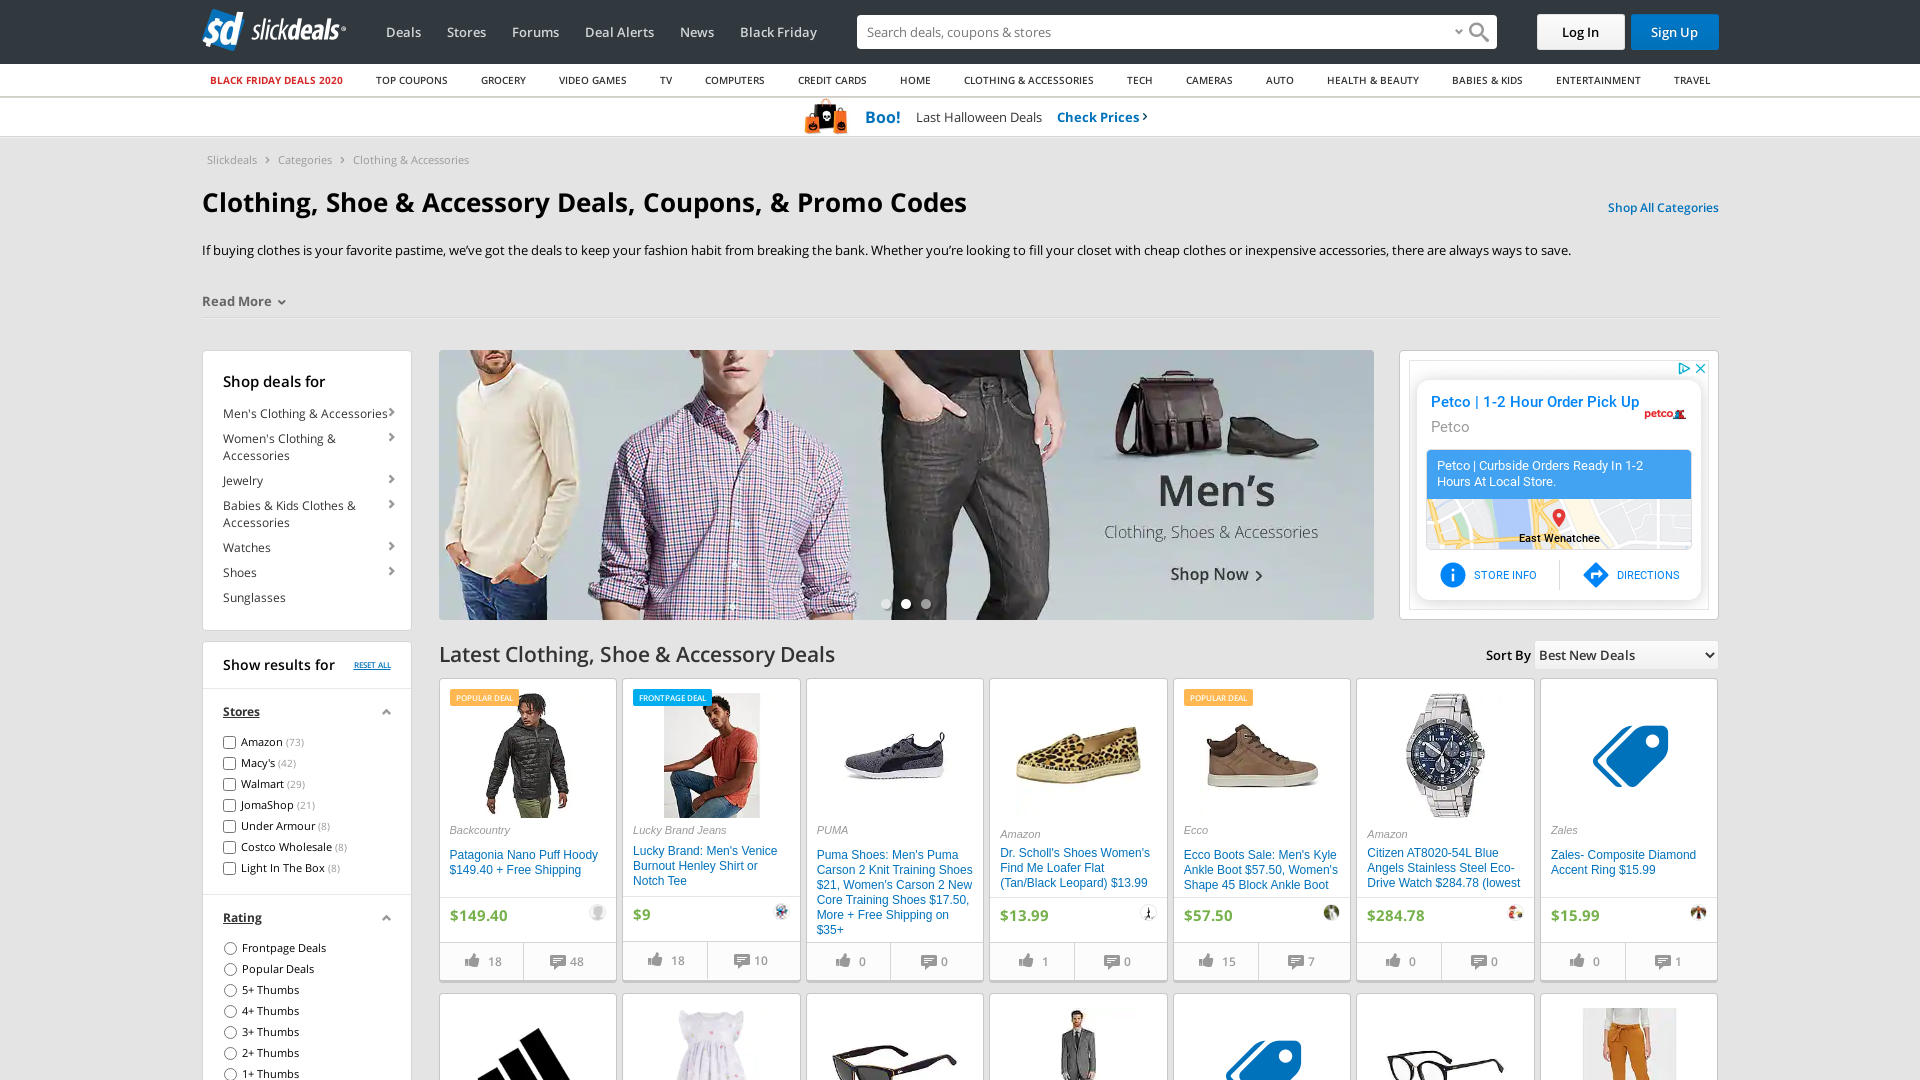 slickdeals
Deals
Stores
Forums
Deal Alerts
News
Black Friday
Search deals, coupons & stores
Log In
Sign Up
BLACK FRIDAY DEALS 2020
TOP COUPONS
GROCERY
VIDEO GAMES
TV
COMPUTERS
CREDIT CARDS
HOME
CLOTHING & ACCESSORIES
TECH
CAMERAS
AUTO
HEALTH & BEAUTY
BABIES & KIDS
ENTERTAINMENT
TRAVEL
Boo! Last Halloween Deals Check Prices
Slickdeals > Categories > Clothing & Accessories
Clothing, Shoe & Accessory Deals, Coupons, & Promo Codes
Shop All Categories
If buying clothes is your favorite pastime, we’ve got the deals to keep your fashion habit from breaking the bank. Whether you’re looking to fill your closet with cheap clothes or inexpensive accessories, there are always ways to save.
Read More
Shop deals for
Men's Clothing & Accessories
Women's Clothing &
Accessories
Jewelry
Babies & Kids Clothes &
Accessories
Watches
Shoes
Sunglasses
Men’s
Clothing, Shoes & Accessories
Shop Now
Petco | 1-2 Hour Order Pick Up
petco
Petco
Petco | Curbside Orders Ready In 1-2
Hours At Local Store.
East Wenatchee
STORE INFO
DIRECTIONS
Show results for
RESET ALL
Stores
Amazon (73)
Macy's (42)
Walmart (29)
JomaShop (21)
Under Armour (8)
Costco Wholesale (8)
Light In The Box (8)
Rating
Frontpage Deals
Popular Deals
5+ Thumbs
4+ Thumbs
3+ Thumbs
2+ Thumbs
1+ Thumbs
Latest Clothing, Shoe & Accessory Deals
Sort By
Best New Deals
POPULAR DEAL
Backcountry
Patagonia Nano Puff Hoody
$149.40 + Free Shipping
$149.40
18
48
FRONTPAGE DEAL
Lucky Brand Jeans
Lucky Brand: Men's Venice
Burnout Henley Shirt or
Notch Tee
$9
18
10
PUMA
Puma Shoes: Men's Puma
Carson 2 Knit Training Shoes
$21, Women's Carson 2 New
Core Training Shoes $17.50,
More + Free Shipping on
$35+
0
0
Amazon
Dr. Scholl's Shoes Women's
Find Me Loafer Flat
(Tan/Black Leopard) $13.99
$13.99
1
0
POPULAR DEAL
Ecco
Ecco Boots Sale: Men's Kyle
Ankle Boot $57.50, Women's
Shape 45 Block Ankle Boot
$57.50
15
7
Amazon
Citizen AT8020-54L Blue
Angels Stainless Steel Eco-
Drive Watch $284.78 (lowest
$284.78
0
0
Zales
Zales- Composite Diamond
Accent Ring $15.99
$15.99
0
1